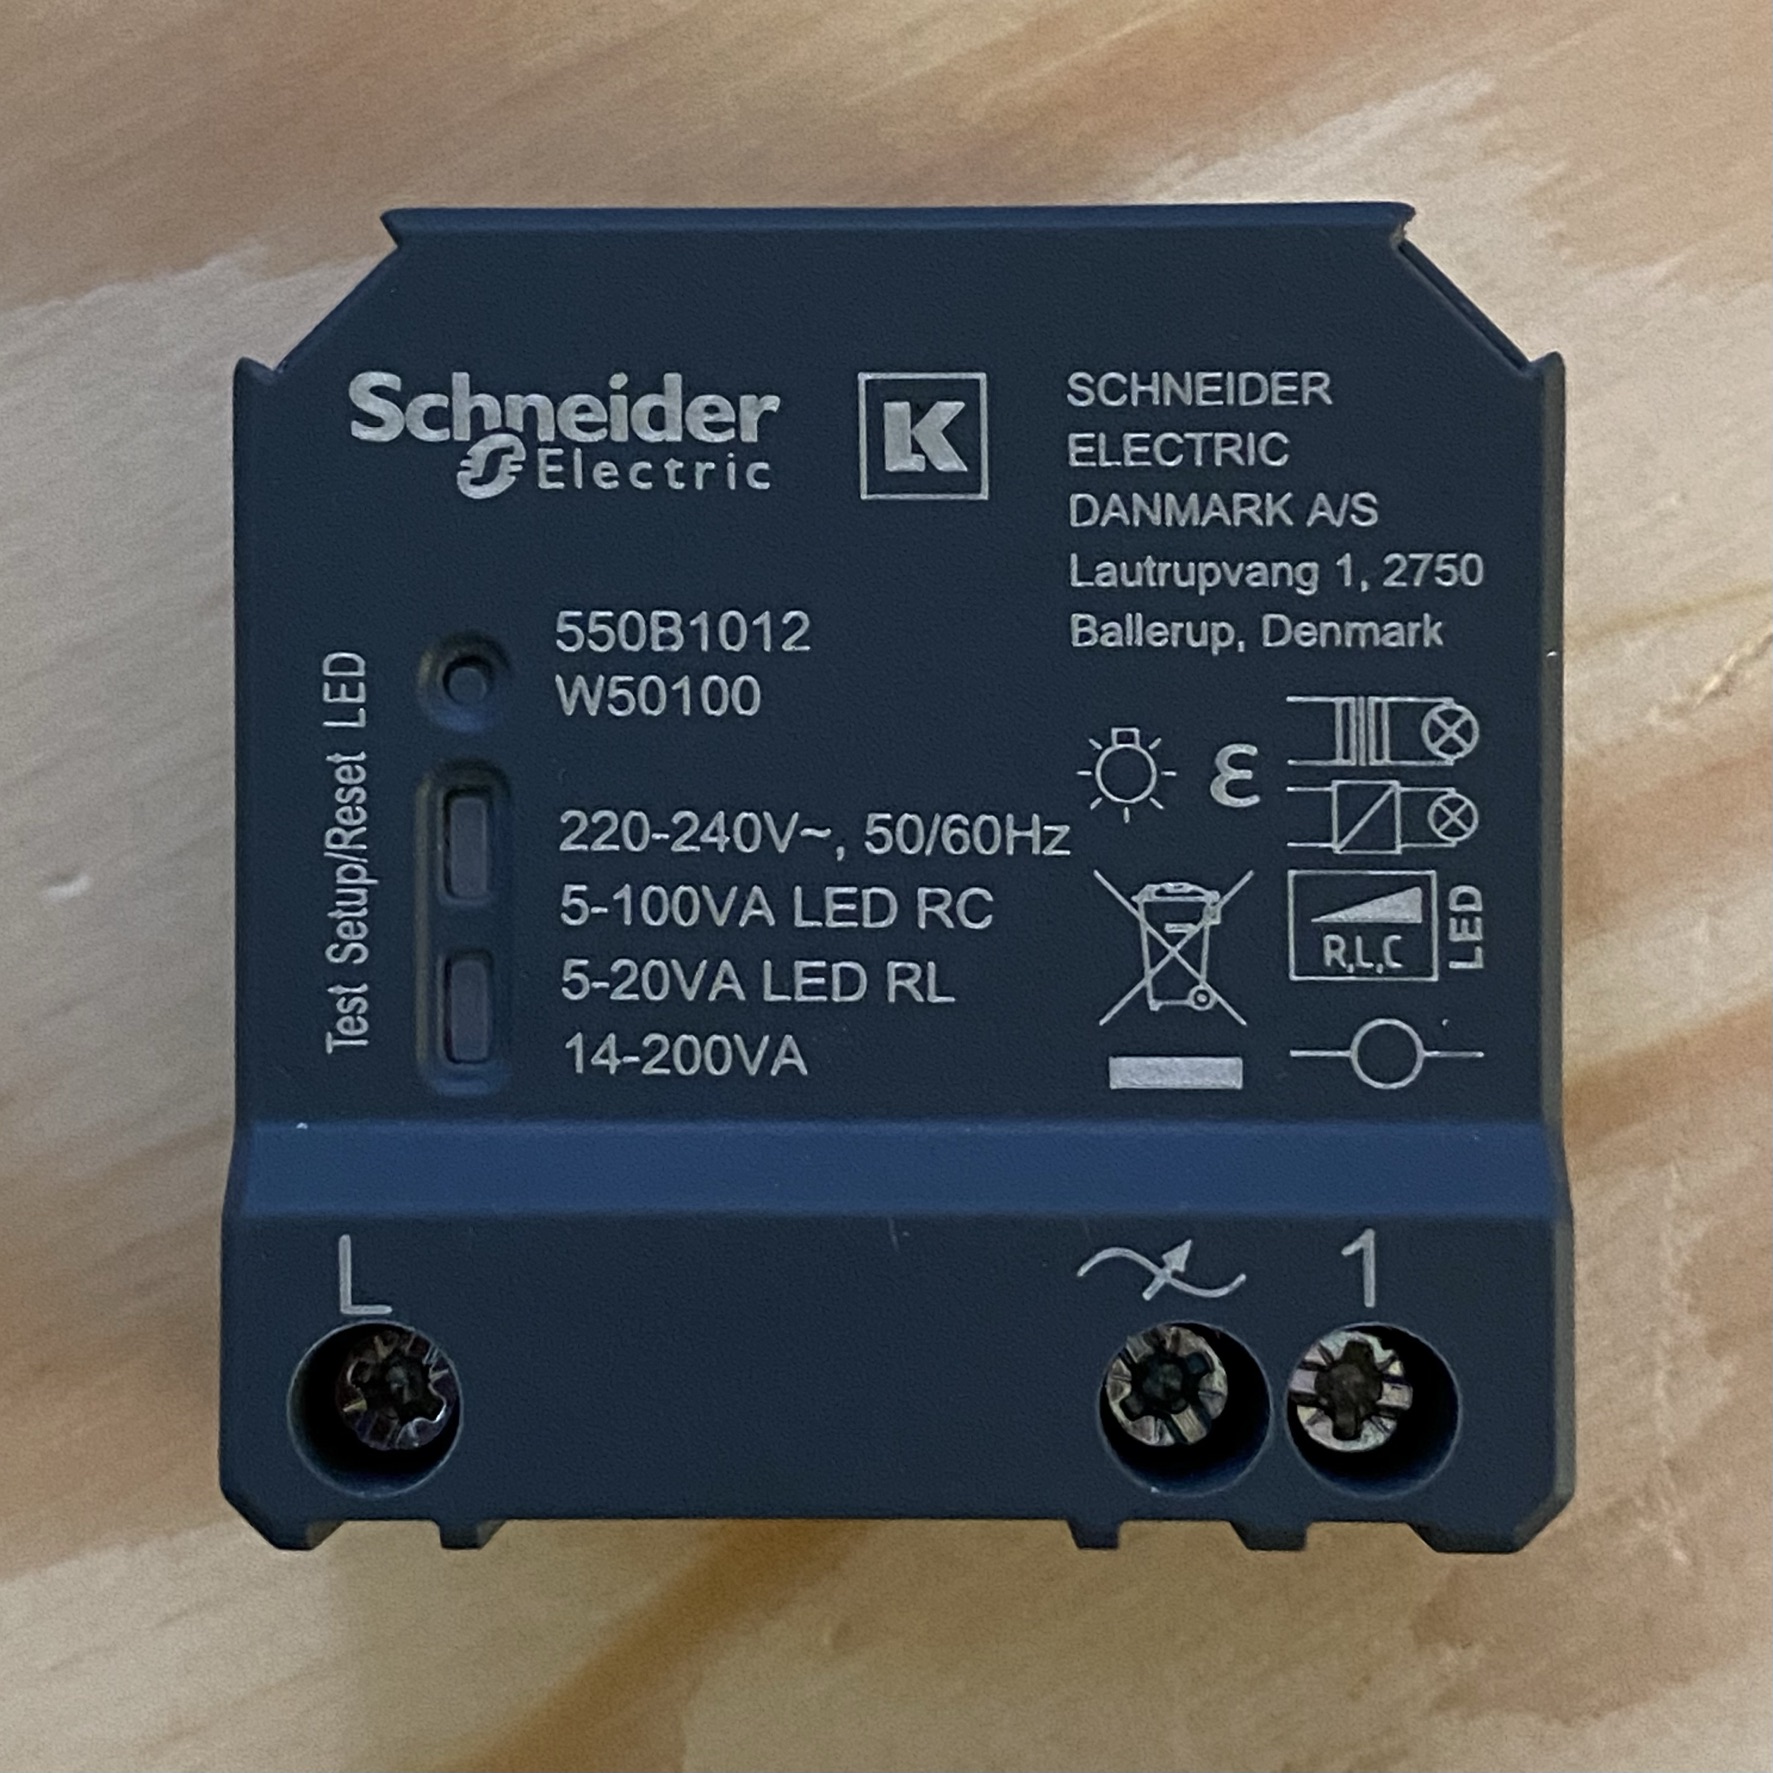 Schneider
Electric
LK
SCHNEIDER
ELECTRIC
DANMARK A/S
Lautrupvang 1, 2750
Ballerup, Denmark
Test Setup/Reset LED
550B1012
W50100
220-240V~, 50/60Hz
5-100VA LED RC
5-20VA LED RL
14-200VA
ε
R,L,C
LED
L
1